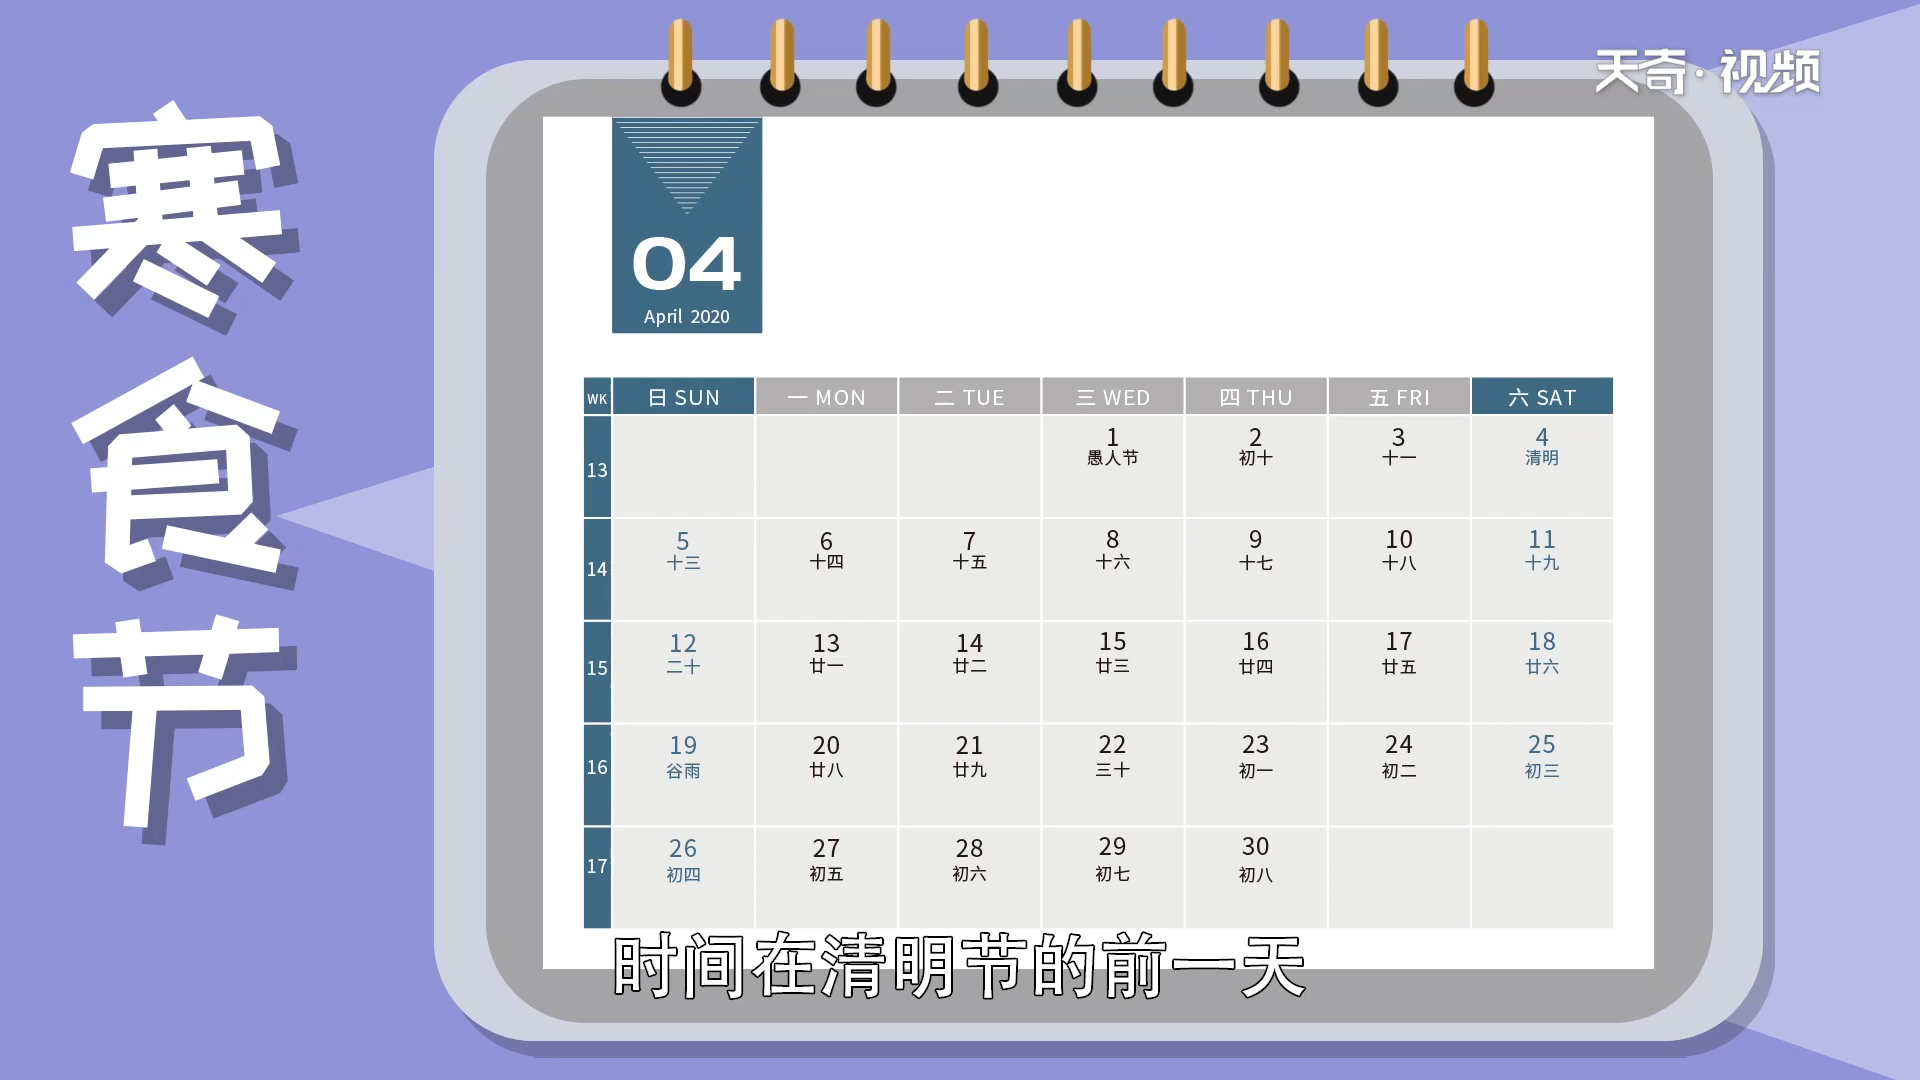 寒食节
天奇·视频
04
April 2020
WK 日 SUN 一 MON 二 TUE 三 WED 四 THU 五 FRI 六 SAT
13 1 2 3 4
愚人节 初十 十一 清明
14 5 6 7 8 9 10 11
十三 十四 十五 十六 十七 十八 十九
15 12 13 14 15 16 17 18
二十 廿一 廿二 廿三 廿四 廿五 廿六
16 19 20 21 22 23 24 25
谷雨 廿八 廿九 三十 初一 初二 初三
17 26 27 28 29 30
初四 初五 初六 初七 初八
时间在清明节的前一天